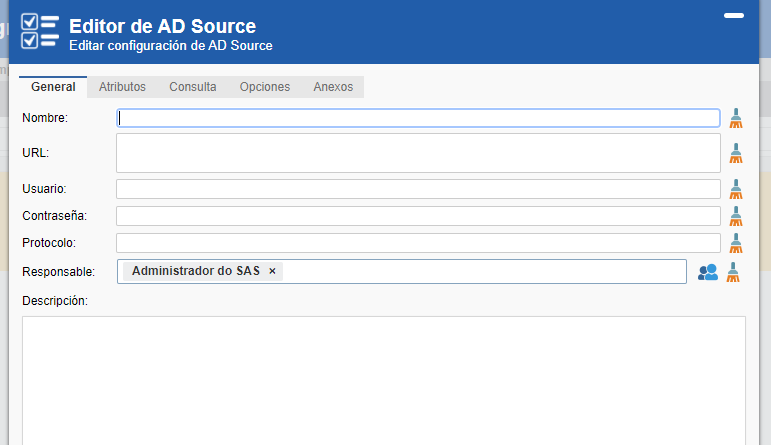 Editor de AD Source
Editar configuración de AD Source
General Atributos Consulta Opciones Anexos
Nombre:
URL:
Usuario:
Contraseña:
Protocolo:
Responsable: Administrador do SAS ×
Descripción: